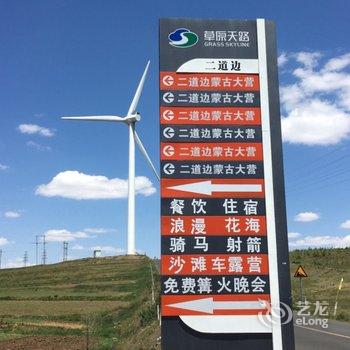 草原天路
GRASS SKYLINE
二道边
二道边蒙古大营
二道边蒙古大营
二道边蒙古大营
二道边蒙古大营
二道边蒙古大营
二道边蒙古大营
餐饮 住宿
浪漫 花海
骑马 射箭
沙滩车露营
免费篝火晚会
艺龙
eLong